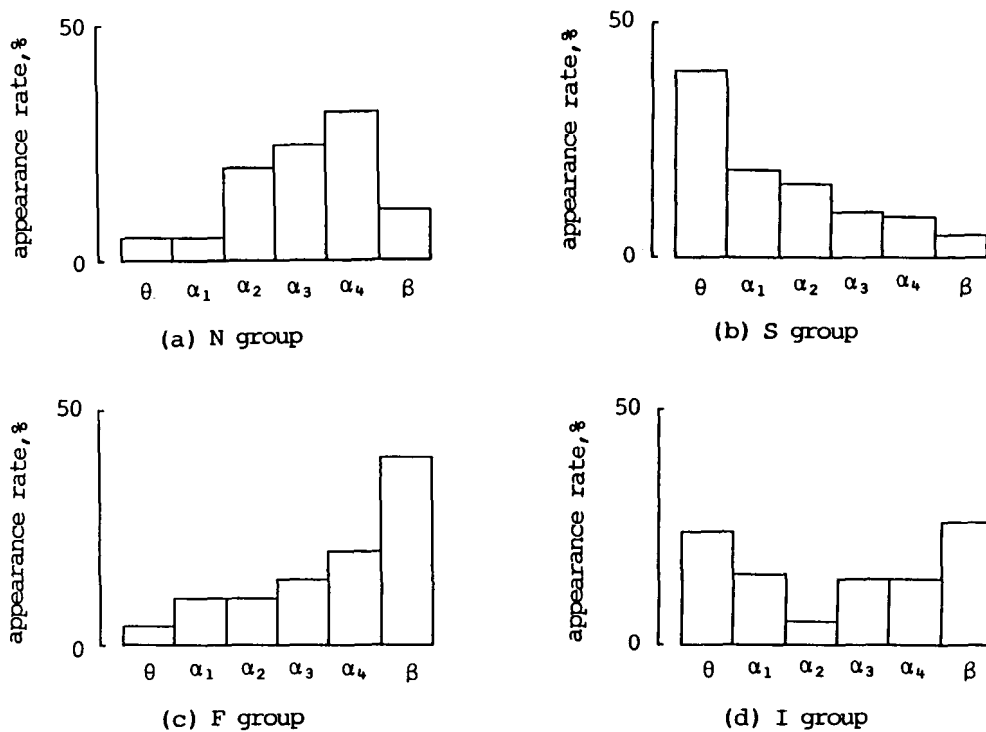 50
appearance rate,%
0
θ α₁ α₂ α₃ α₄ β
(a) N group
50
appearance rate,%
0
θ α₁ α₂ α₃ α₄ β
(b) S group
50
appearance rate,%
0
θ α₁ α₂ α₃ α₄ β
(c) F group
50
appearance rate,%
0
θ α₁ α₂ α₃ α₄ β
(d) I group